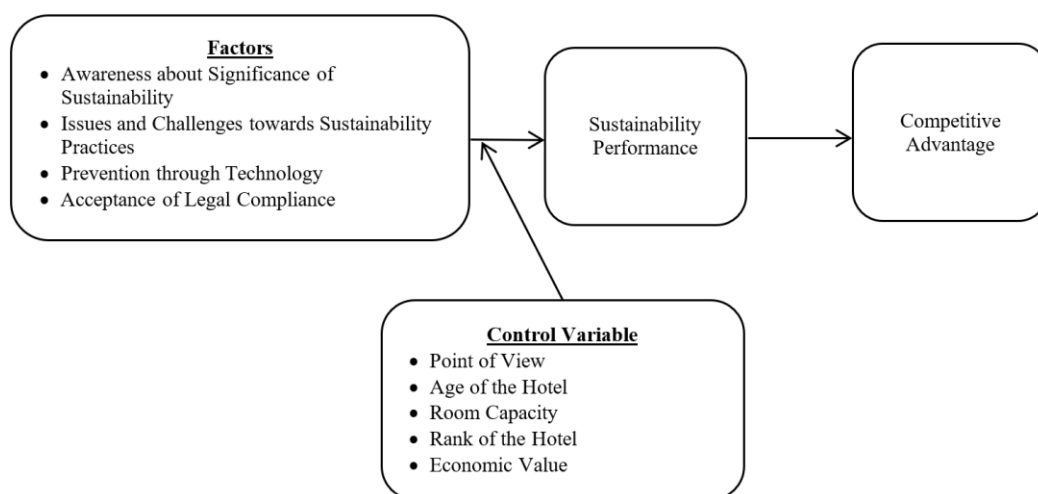 Factors
• Awareness about Significance of
Sustainability
• Issues and Challenges towards Sustainability
Practices
• Prevention through Technology
• Acceptance of Legal Compliance
Sustainability
Performance
Competitive
Advantage
Control Variable
• Point of View
• Age of the Hotel
• Room Capacity
• Rank of the Hotel
• Economic Value